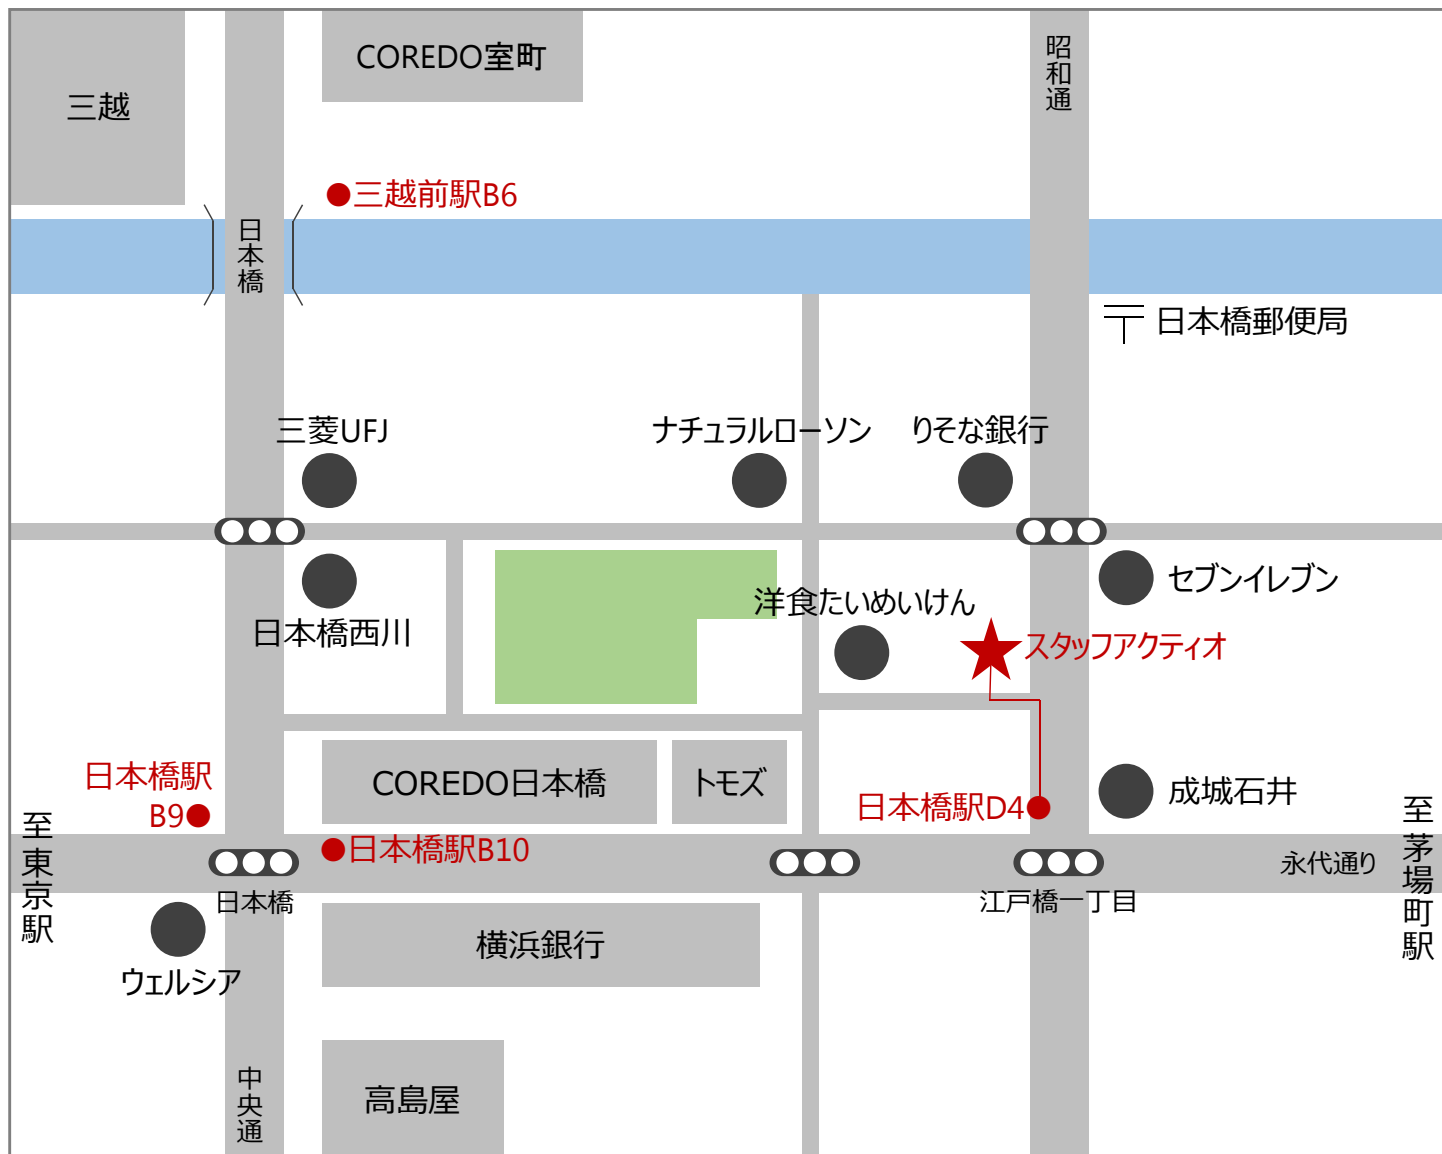 COREDO室町
昭和通
三越
三越前駅B6
日本橋
日本橋郵便局
三菱UFJ
ナチュラルローソン
りそな銀行
セブンイレブン
洋食たいめいけん
日本橋西川
スタッフアクティオ
日本橋駅
B9
COREDO日本橋
トモズ
日本橋駅D4
成城石井
至東京駅
日本橋駅B10
永代通り
至茅場町駅
日本橋
江戸橋一丁目
横浜銀行
ウェルシア
中央通
高島屋